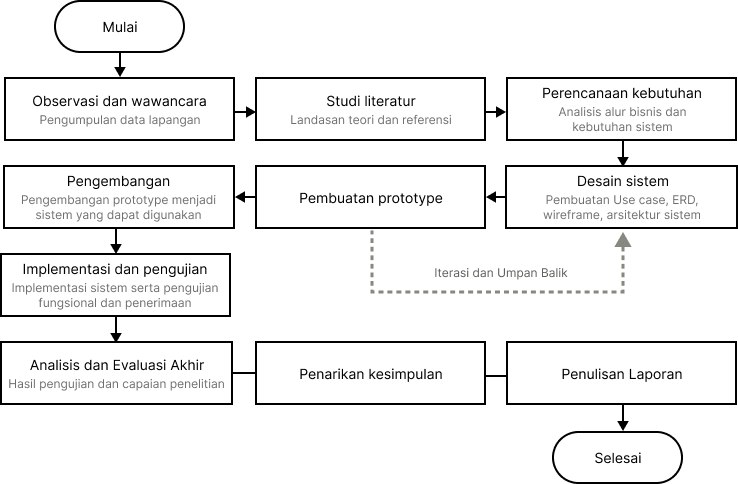 Mulai
Observasi dan wawancara
Pengumpulan data lapangan
Studi literatur
Landasan teori dan referensi
Perencanaan kebutuhan
Analisis alur bisnis dan
kebutuhan sistem
Desain sistem
Pembuatan Use case, ERD,
wireframe, arsitektur sistem
Pembuatan prototype
Iterasi dan Umpan Balik
Pengembangan
Pengembangan prototype menjadi
sistem yang dapat digunakan
Implementasi dan pengujian
Implementasi sistem serta pengujian
fungsional dan penerimaan
Analisis dan Evaluasi Akhir
Hasil pengujian dan capaian penelitian
Penarikan kesimpulan
Penulisan Laporan
Selesai